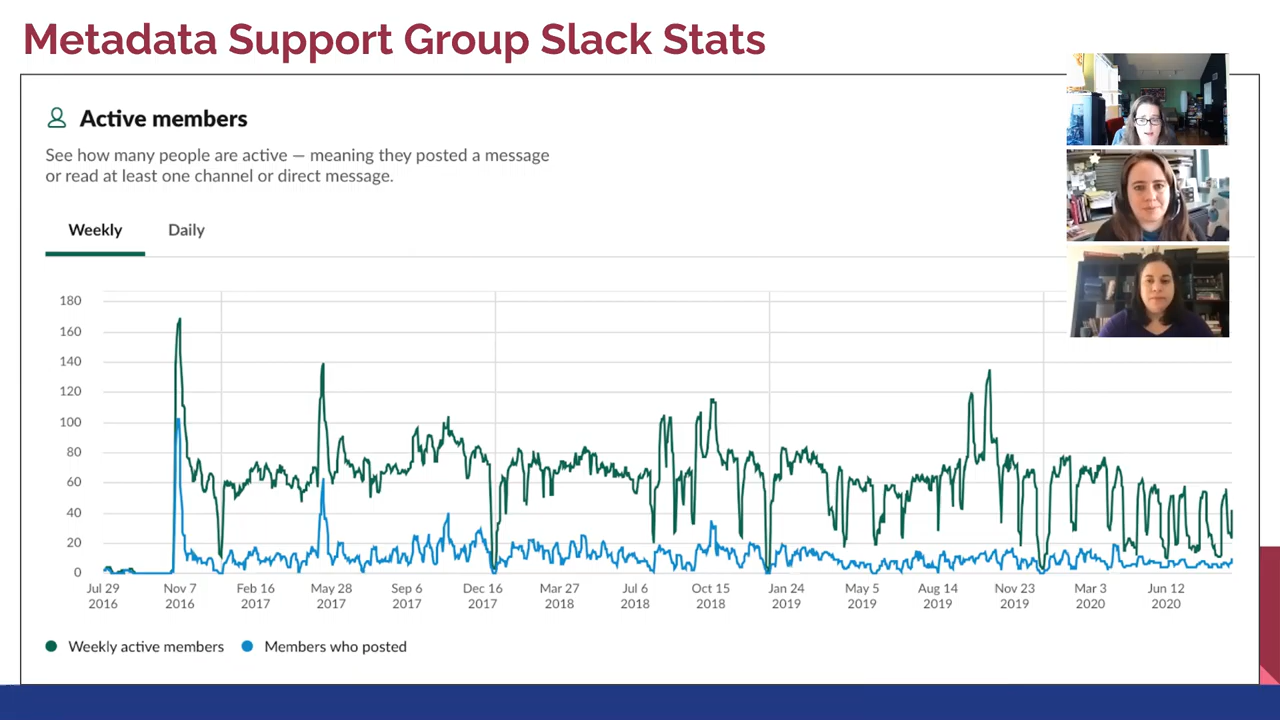 Metadata Support Group Slack Stats
Active members
See how many people are active — meaning they posted a message
or read at least one channel or direct message.
Weekly Daily
180
160
140
120
100
80
60
40
20
0
Jul 29 Nov 7 Feb 16 May 28 Sep 6 Dec 16 Mar 27 Jul 6 Oct 15 Jan 24 May 5 Aug 14 Nov 23 Mar 3 Jun 12
2016 2016 2017 2017 2017 2017 2018 2018 2018 2019 2019 2019 2019 2020 2020
Weekly active members Members who posted